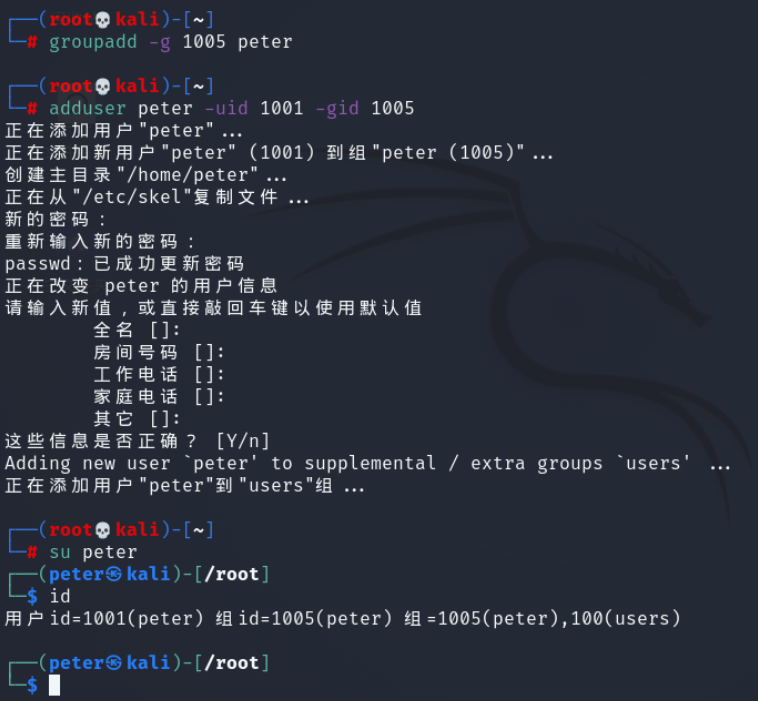 ┌──(root💀kali)-[~]
└─# groupadd -g 1005 peter
┌──(root💀kali)-[~]
└─# adduser peter -uid 1001 -gid 1005
正在添加用户"peter"...
正在添加新用户"peter" (1001) 到组"peter (1005)"...
创建主目录"/home/peter"...
正在从"/etc/skel"复制文件...
新的密码：
重新输入新的密码：
passwd：已成功更新密码
正在改变 peter 的用户信息
请输入新值，或直接敲回车键以使用默认值
全名 []:
房间号码 []:
工作电话 []:
家庭电话 []:
其它 []:
这些信息是否正确？ [Y/n]
Adding new user `peter' to supplemental / extra groups `users' ...
正在添加用户"peter"到"users"组...
┌──(root💀kali)-[~]
└─# su peter
┌──(peter㉿kali)-[/root]
└─$ id
用户id=1001(peter) 组id=1005(peter) 组=1005(peter),100(users)
┌──(peter㉿kali)-[/root]
└─$